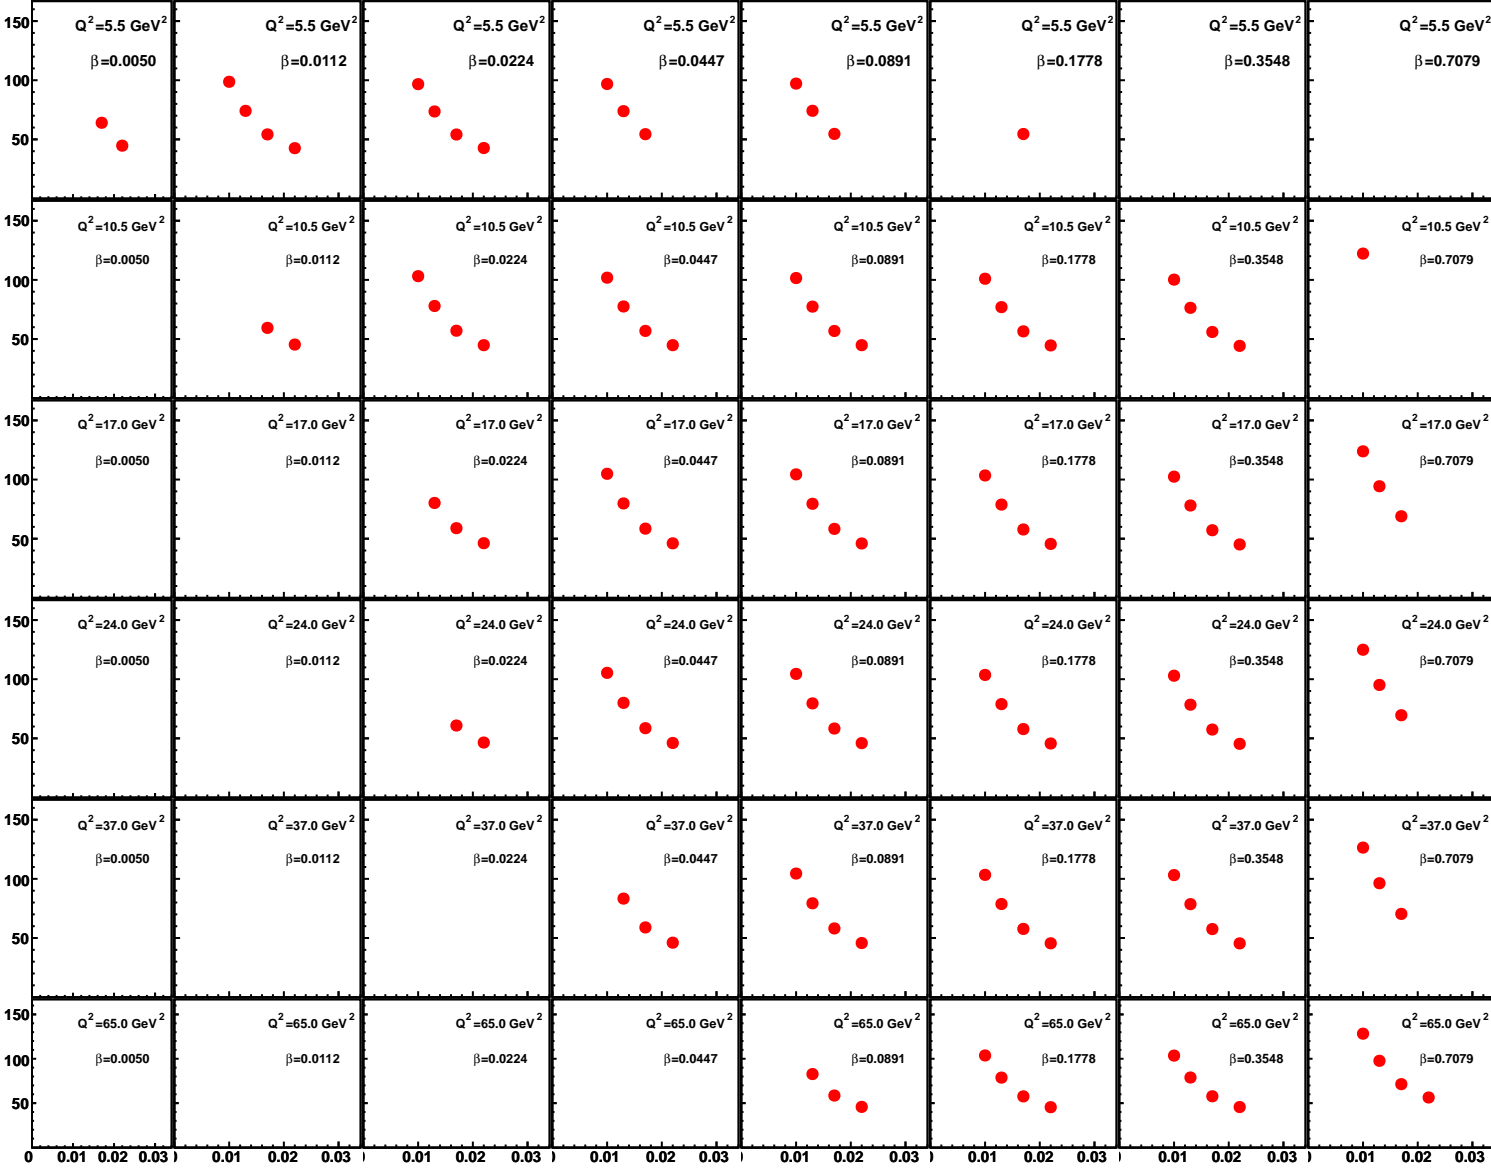 150 Q²=5.5 GeV² Q²=5.5 GeV² Q²=5.5 GeV² Q²=5.5 GeV² Q²=5.5 GeV² Q²=5.5 GeV² Q²=5.5 GeV² Q²=5.5 GeV²
β=0.0050 β=0.0112 β=0.0224 β=0.0447 β=0.0891 β=0.1778 β=0.3548 β=0.7079
100
50
150 Q²=10.5 GeV² Q²=10.5 GeV² Q²=10.5 GeV² Q²=10.5 GeV² Q²=10.5 GeV² Q²=10.5 GeV² Q²=10.5 GeV² Q²=10.5 GeV²
β=0.0050 β=0.0112 β=0.0224 β=0.0447 β=0.0891 β=0.1778 β=0.3548 β=0.7079
100
50
150 Q²=17.0 GeV² Q²=17.0 GeV² Q²=17.0 GeV² Q²=17.0 GeV² Q²=17.0 GeV² Q²=17.0 GeV² Q²=17.0 GeV² Q²=17.0 GeV²
β=0.0050 β=0.0112 β=0.0224 β=0.0447 β=0.0891 β=0.1778 β=0.3548 β=0.7079
100
50
150 Q²=24.0 GeV² Q²=24.0 GeV² Q²=24.0 GeV² Q²=24.0 GeV² Q²=24.0 GeV² Q²=24.0 GeV² Q²=24.0 GeV² Q²=24.0 GeV²
β=0.0050 β=0.0112 β=0.0224 β=0.0447 β=0.0891 β=0.1778 β=0.3548 β=0.7079
100
50
150 Q²=37.0 GeV² Q²=37.0 GeV² Q²=37.0 GeV² Q²=37.0 GeV² Q²=37.0 GeV² Q²=37.0 GeV² Q²=37.0 GeV² Q²=37.0 GeV²
β=0.0050 β=0.0112 β=0.0224 β=0.0447 β=0.0891 β=0.1778 β=0.3548 β=0.7079
100
50
150 Q²=65.0 GeV² Q²=65.0 GeV² Q²=65.0 GeV² Q²=65.0 GeV² Q²=65.0 GeV² Q²=65.0 GeV² Q²=65.0 GeV² Q²=65.0 GeV²
100 β=0.0050 β=0.0112 β=0.0224 β=0.0447 β=0.0891 β=0.1778 β=0.3548 β=0.7079
50
0 0.01 0.02 0.03 0.01 0.02 0.03 0.01 0.02 0.03 0.01 0.02 0.03 0.01 0.02 0.03 0.01 0.02 0.03 0.01 0.02 0.03 0.01 0.02 0.03